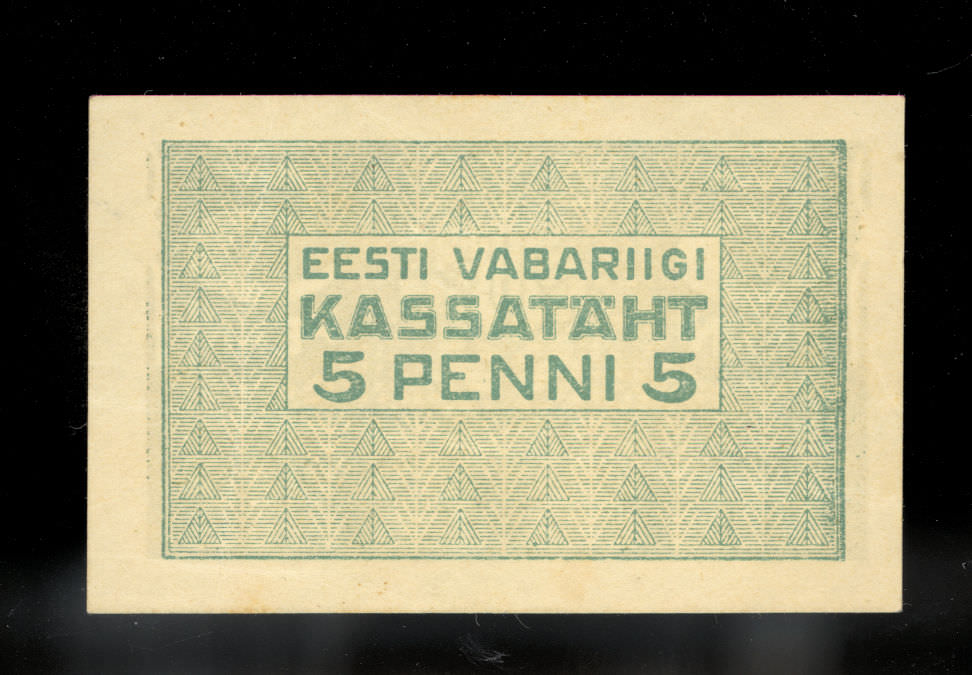 EESTI VABARIIGI
KASSATÄHT
5 PENNI 5